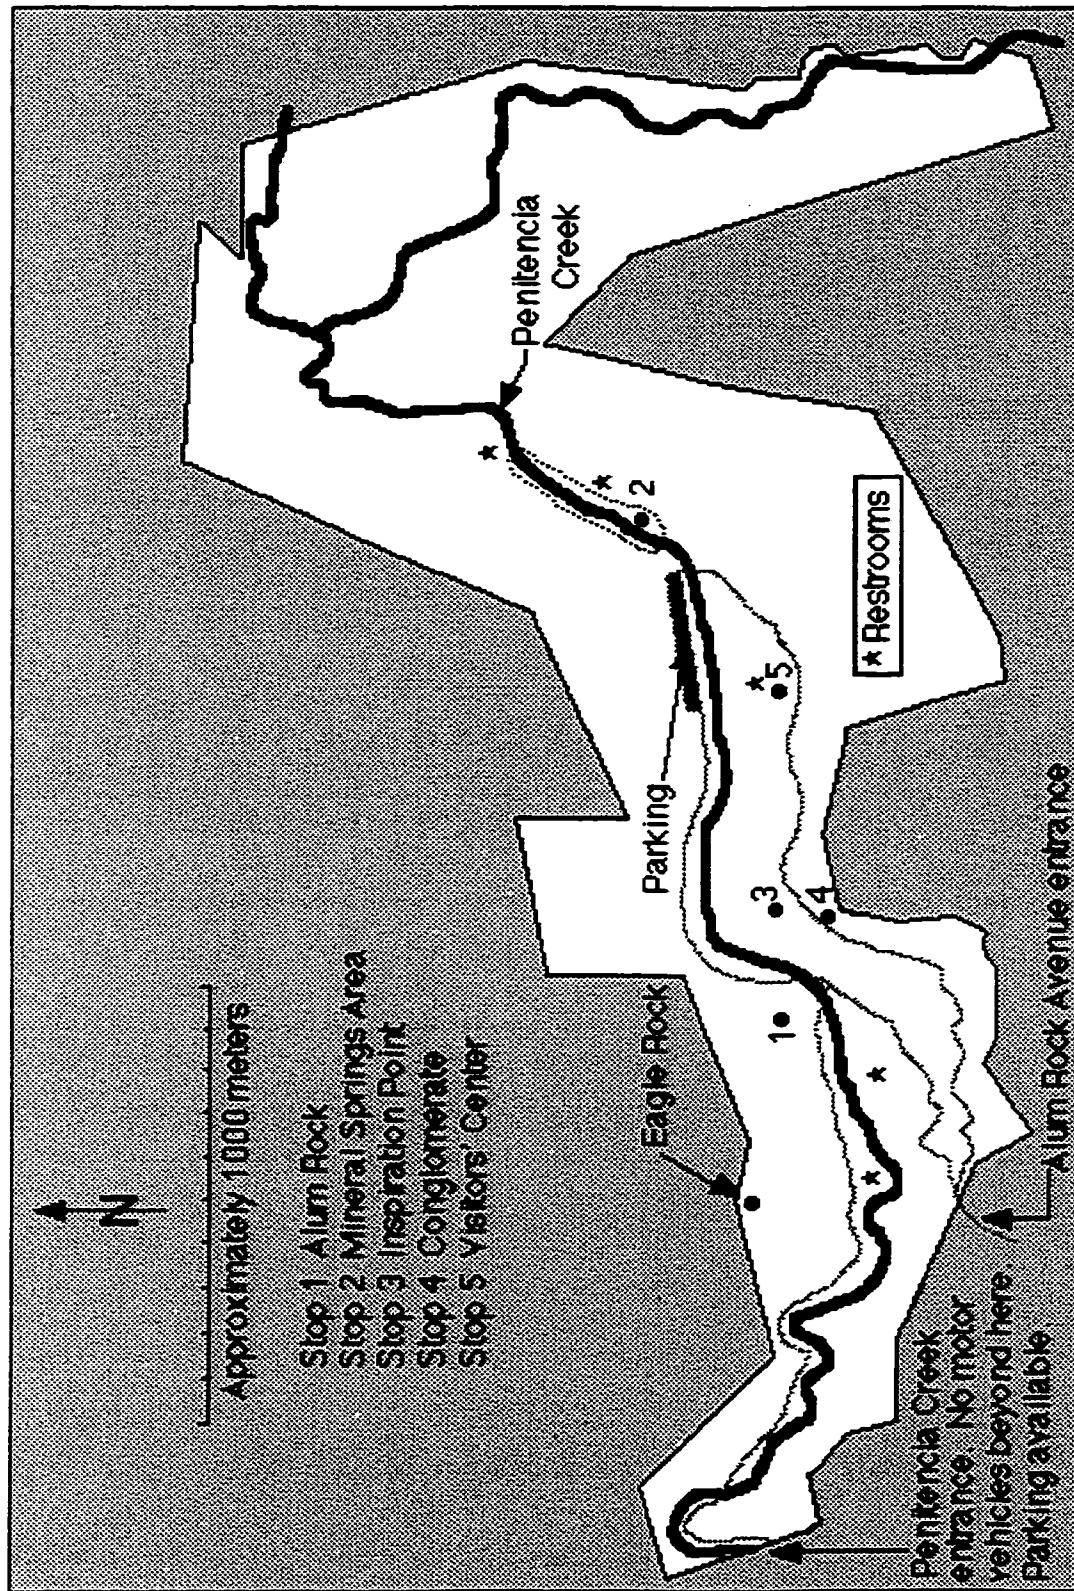 N
Approximately 1000 meters
Stop 1 Alum Rock
Stop 2 Mineral Springs Area
Stop 3 Inspiration Point
Stop 4 Conglomerate
Stop 5 Visitors' Center
Eagle Rock
Parking
Penitencia
Creek
1
2
3
4
5
★ Restrooms
Penitencia Creek
entrance. No motor
vehicles beyond here.
Parking available.
Alum Rock Avenue entrance